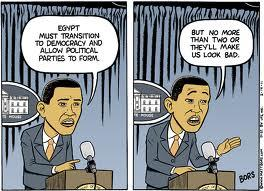 EGYPT
MUST TRANSITION
TO DEMOCRACY AND
ALLOW POLITICAL
PARTIES TO FORM.
BUT NO MORE
THAN TWO OR
THEY'LL MAKE
US LOOK BAD.
TE HOUSE
BORS